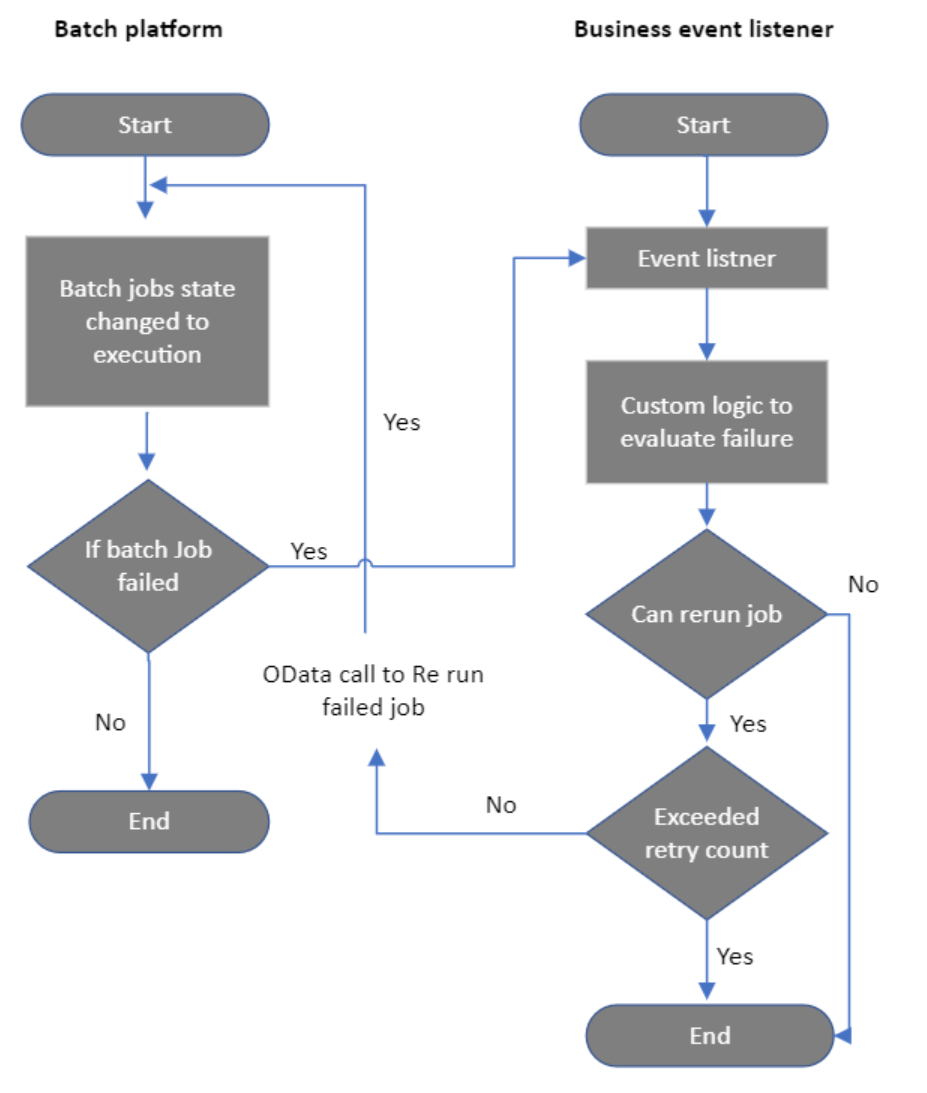 Batch platform
Business event listener
Start
Start
Event listner
Batch jobs state
changed to
execution
Custom logic to
evaluate failure
Yes
If batch Job
failed
Yes
Can rerun job
No
OData call to Re run
failed job
No
Yes
No
Exceeded
retry count
End
Yes
End